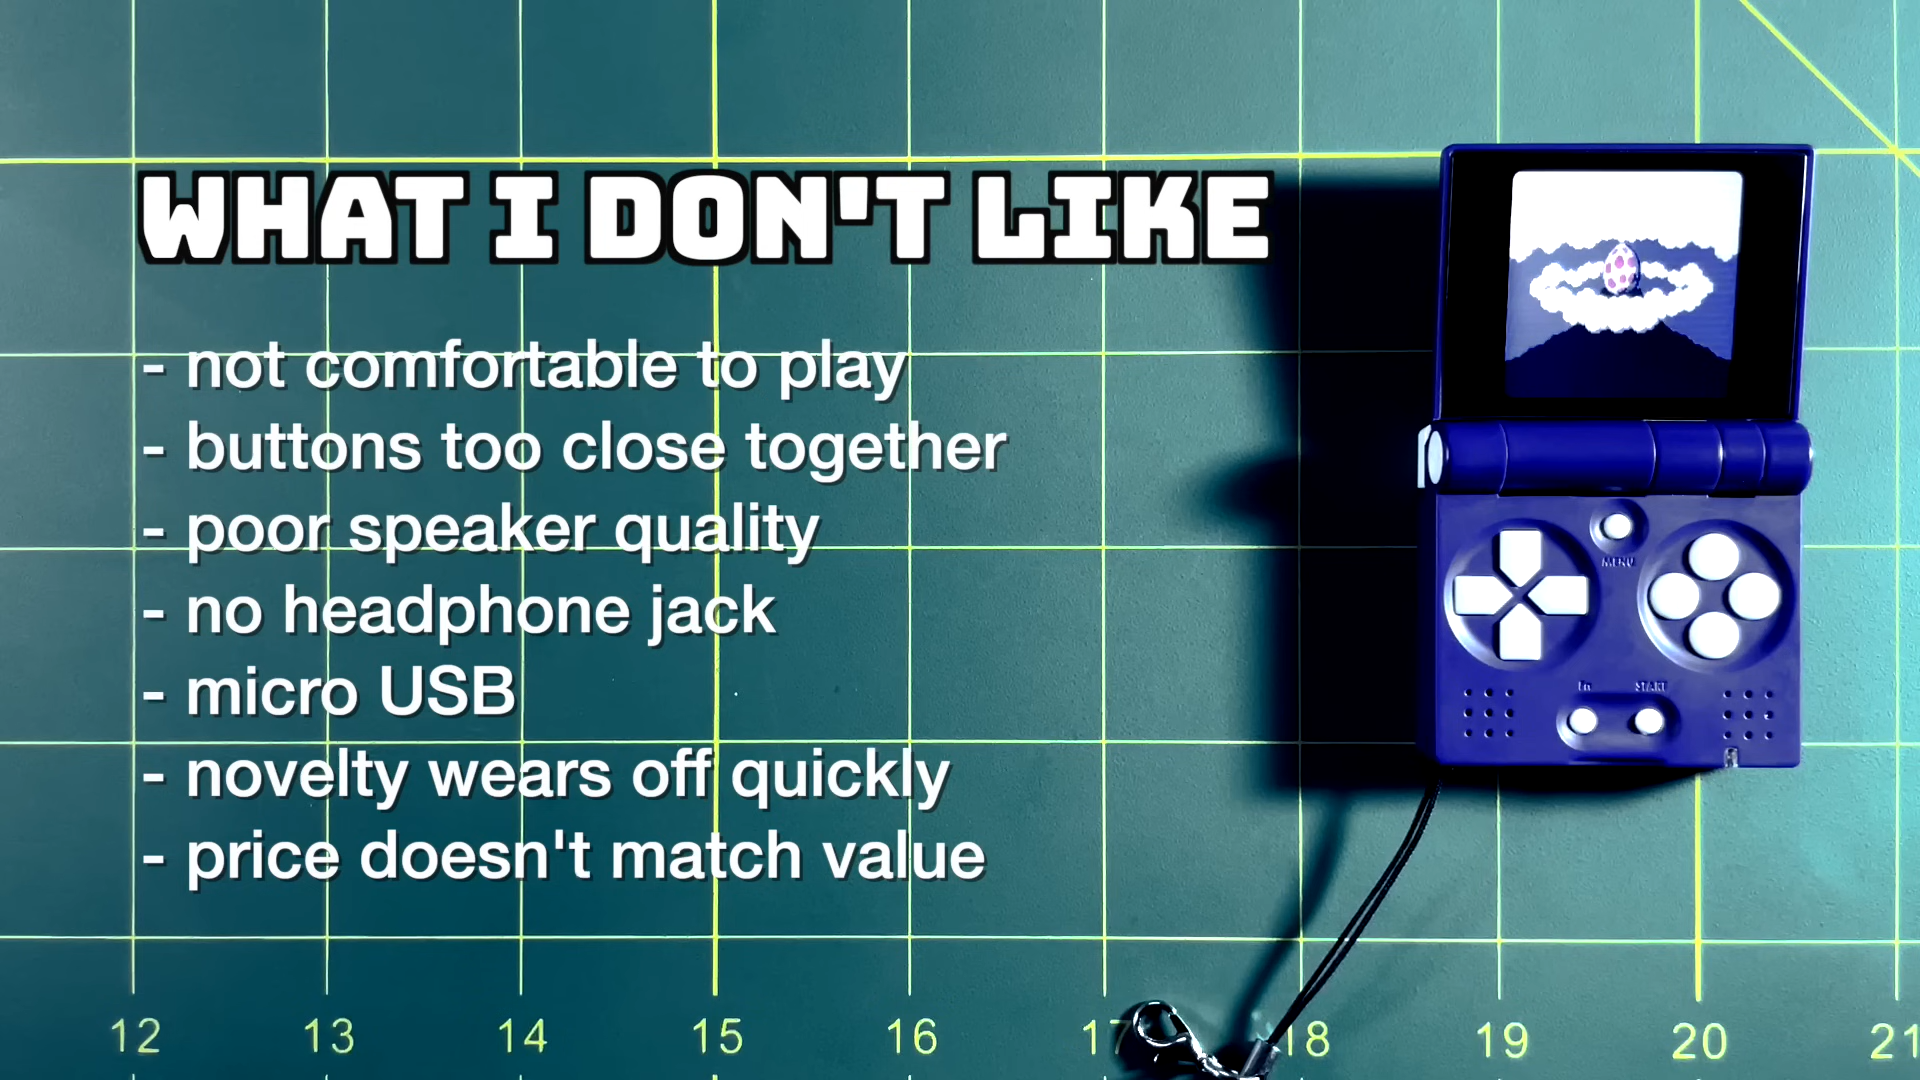 WHAT I DON'T LIKE
- not comfortable to play
- buttons too close together
- poor speaker quality
- no headphone jack
- micro USB
- novelty wears off quickly
- price doesn't match value
MENU
Fn START
12 13 14 15 16 17 18 19 20 21